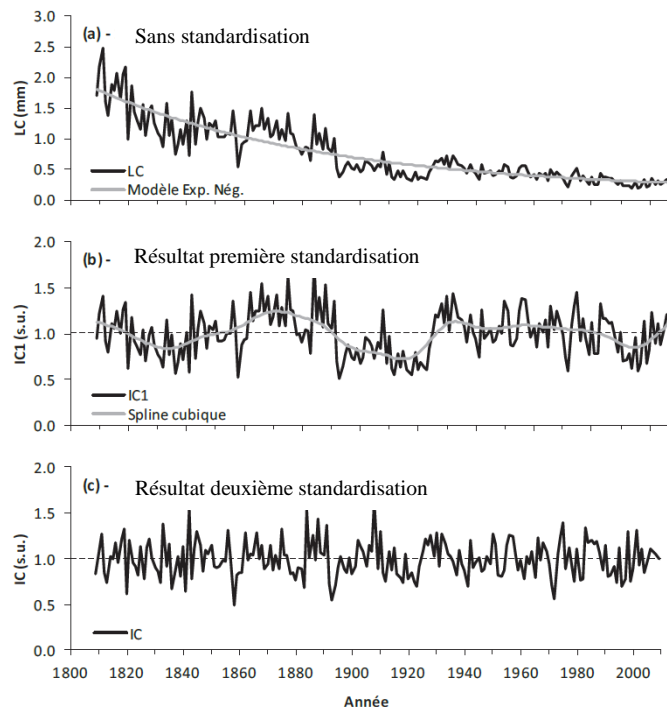 (a) - Sans standardisation
3.0
2.5
2.0
1.5
1.0
0.5
0.0
LC (mm)
LC
Modèle Exp. Nég.
(b) - Résultat première standardisation
2.0
1.5
1.0
0.5
0.0
IC1 (s.u.)
IC1
Spline cubique
(c) - Résultat deuxième standardisation
2.0
1.5
1.0
0.5
0.0
IC (s.u.)
IC
1800 1820 1840 1860 1880 1900 1920 1940 1960 1980 2000
Année